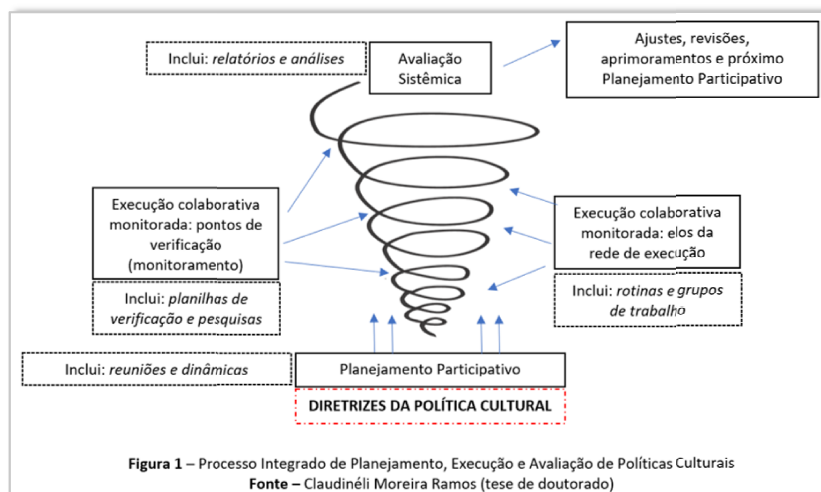 Inclui: relatórios e análises
Avaliação
Sistêmica
Ajustes, revisões,
aprimoramentos e próximo
Planejamento Participativo
Execução colaborativa
monitorada: pontos de
verificação
(monitoramento)
Inclui: planilhas de
verificação e pesquisas
Execução colaborativa
monitorada: elos da
rede de execução
Inclui: rotinas e grupos
de trabalho
Inclui: reuniões e dinâmicas
Planejamento Participativo
DIRETRIZES DA POLÍTICA CULTURAL
Figura 1 – Processo Integrado de Planejamento, Execução e Avaliação de Políticas Culturais
Fonte – Claudinéli Moreira Ramos (tese de doutorado)